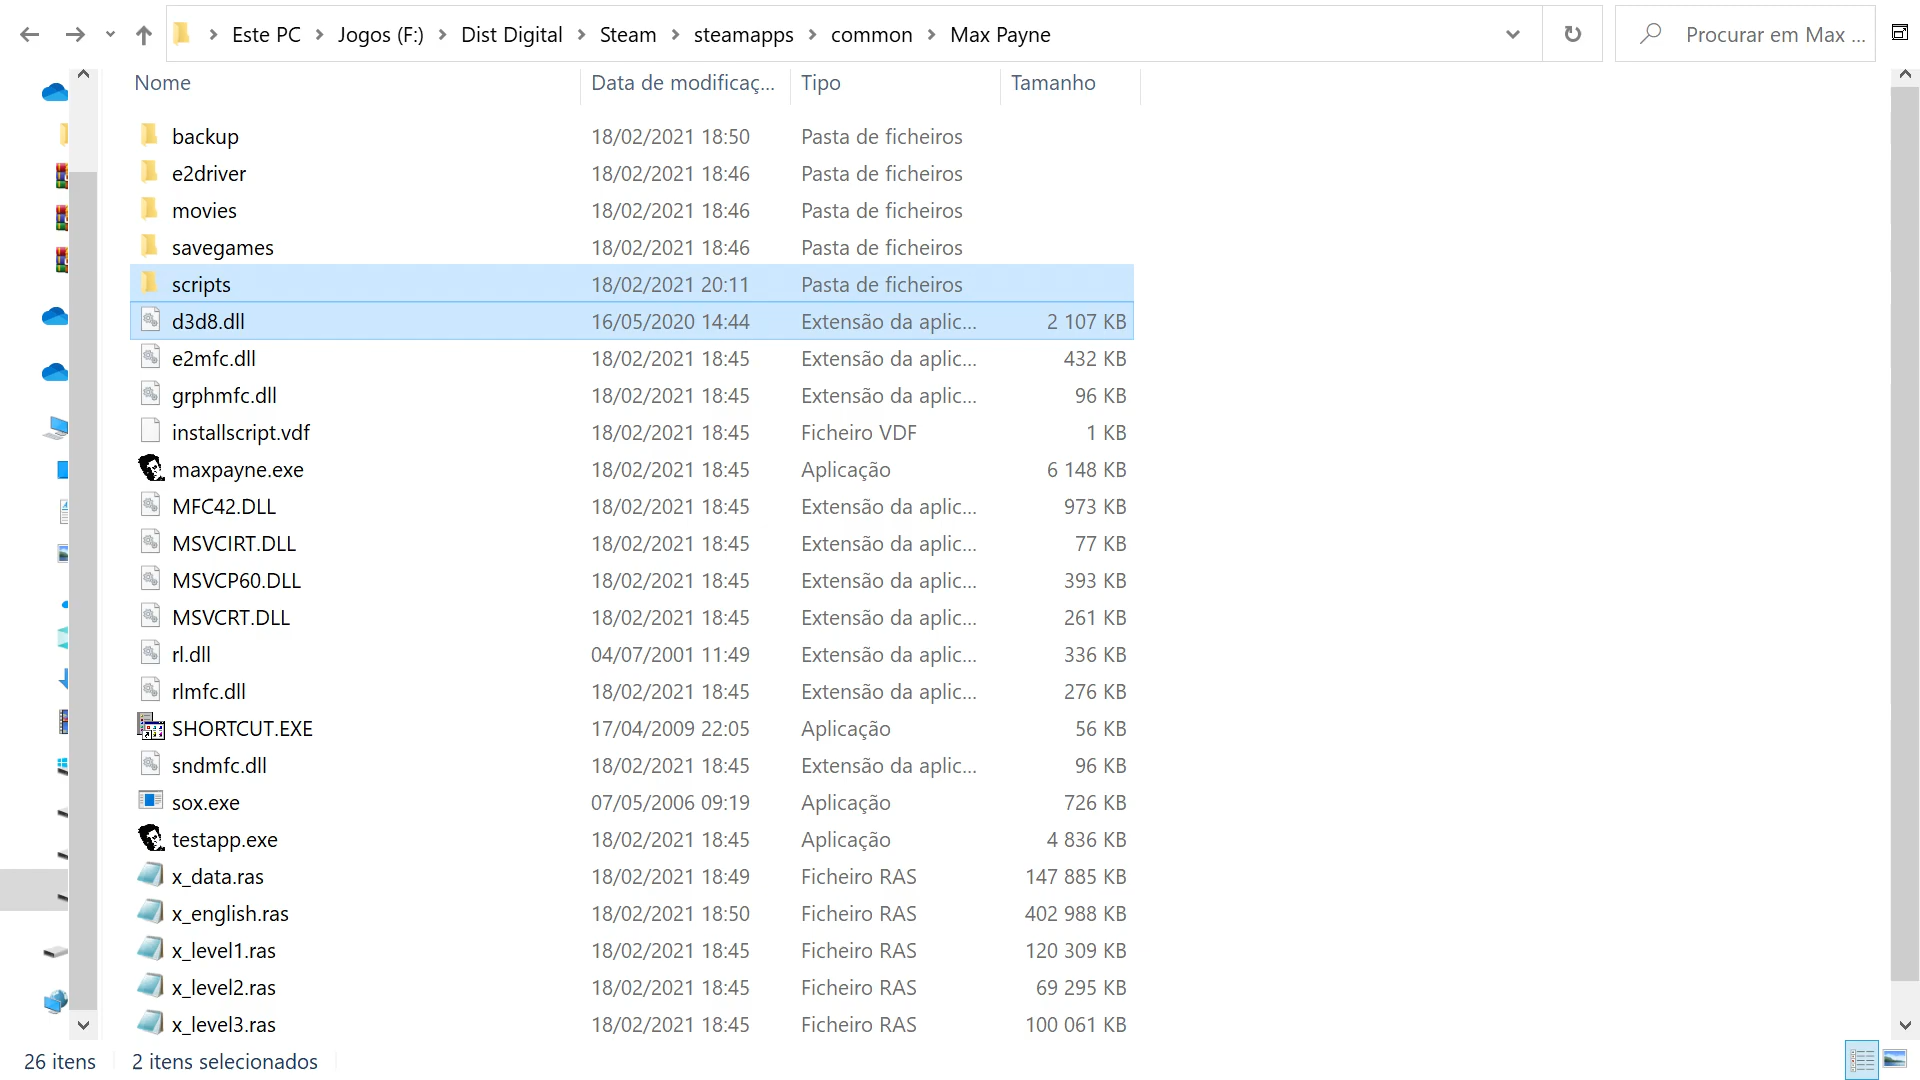 Este PC Jogos (F:) Dist Digital Steam steamapps common Max Payne Procurar em Max ...
Nome Data de modificaç... Tipo Tamanho
backup 18/02/2021 18:50 Pasta de ficheiros
e2driver 18/02/2021 18:46 Pasta de ficheiros
movies 18/02/2021 18:46 Pasta de ficheiros
savegames 18/02/2021 18:46 Pasta de ficheiros
scripts 18/02/2021 20:11 Pasta de ficheiros
d3d8.dll 16/05/2020 14:44 Extensão da aplic... 2 107 KB
e2mfc.dll 18/02/2021 18:45 Extensão da aplic... 432 KB
grphmfc.dll 18/02/2021 18:45 Extensão da aplic... 96 KB
installscript.vdf 18/02/2021 18:45 Ficheiro VDF 1 KB
maxpayne.exe 18/02/2021 18:45 Aplicação 6 148 KB
MFC42.DLL 18/02/2021 18:45 Extensão da aplic... 973 KB
MSVCIRT.DLL 18/02/2021 18:45 Extensão da aplic... 77 KB
MSVCP60.DLL 18/02/2021 18:45 Extensão da aplic... 393 KB
MSVCRT.DLL 18/02/2021 18:45 Extensão da aplic... 261 KB
rl.dll 04/07/2001 11:49 Extensão da aplic... 336 KB
rlmfc.dll 18/02/2021 18:45 Extensão da aplic... 276 KB
SHORTCUT.EXE 17/04/2009 22:05 Aplicação 56 KB
sndmfc.dll 18/02/2021 18:45 Extensão da aplic... 96 KB
sox.exe 07/05/2006 09:19 Aplicação 726 KB
testapp.exe 18/02/2021 18:45 Aplicação 4 836 KB
x_data.ras 18/02/2021 18:49 Ficheiro RAS 147 885 KB
x_english.ras 18/02/2021 18:50 Ficheiro RAS 402 988 KB
x_level1.ras 18/02/2021 18:45 Ficheiro RAS 120 309 KB
x_level2.ras 18/02/2021 18:45 Ficheiro RAS 69 295 KB
x_level3.ras 18/02/2021 18:45 Ficheiro RAS 100 061 KB
26 itens 2 itens selecionados